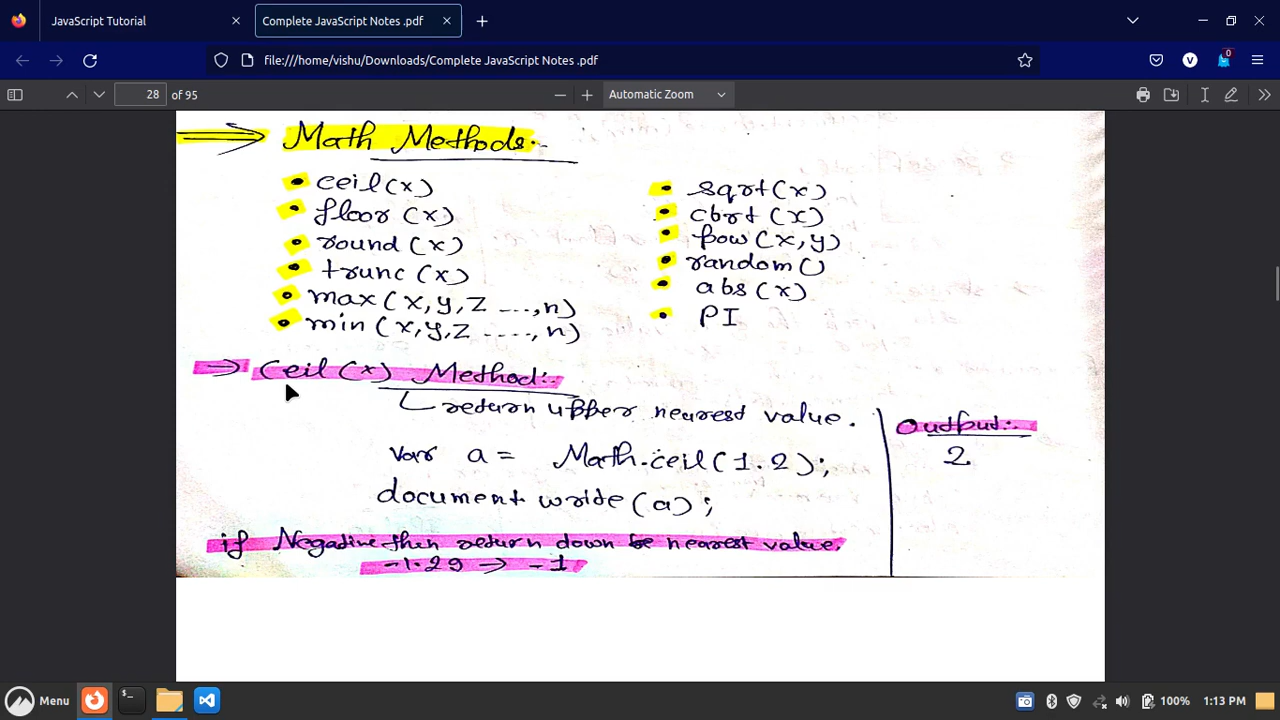 JavaScript Tutorial
Complete JavaScript Notes .pdf
file:///home/vishu/Downloads/Complete JavaScript Notes .pdf
0
V
28 of 95
Automatic Zoom
Math Methods:-
ceil(x)
floor (x)
round (x)
trunc (x)
max (x,y,z ...,n)
min (x,y,z ....,n)
sqrt(x)
cbrt (x)
pow (x,y)
random()
abs (x)
PI
→ Ceil (x) Method:-
return upper nearest value.
var a = Math.ceil(1.2);
document.write(a);
if Negative then return down nearest value.
-1.29 → -1
Output:-
2
Menu
100%
1:13 PM